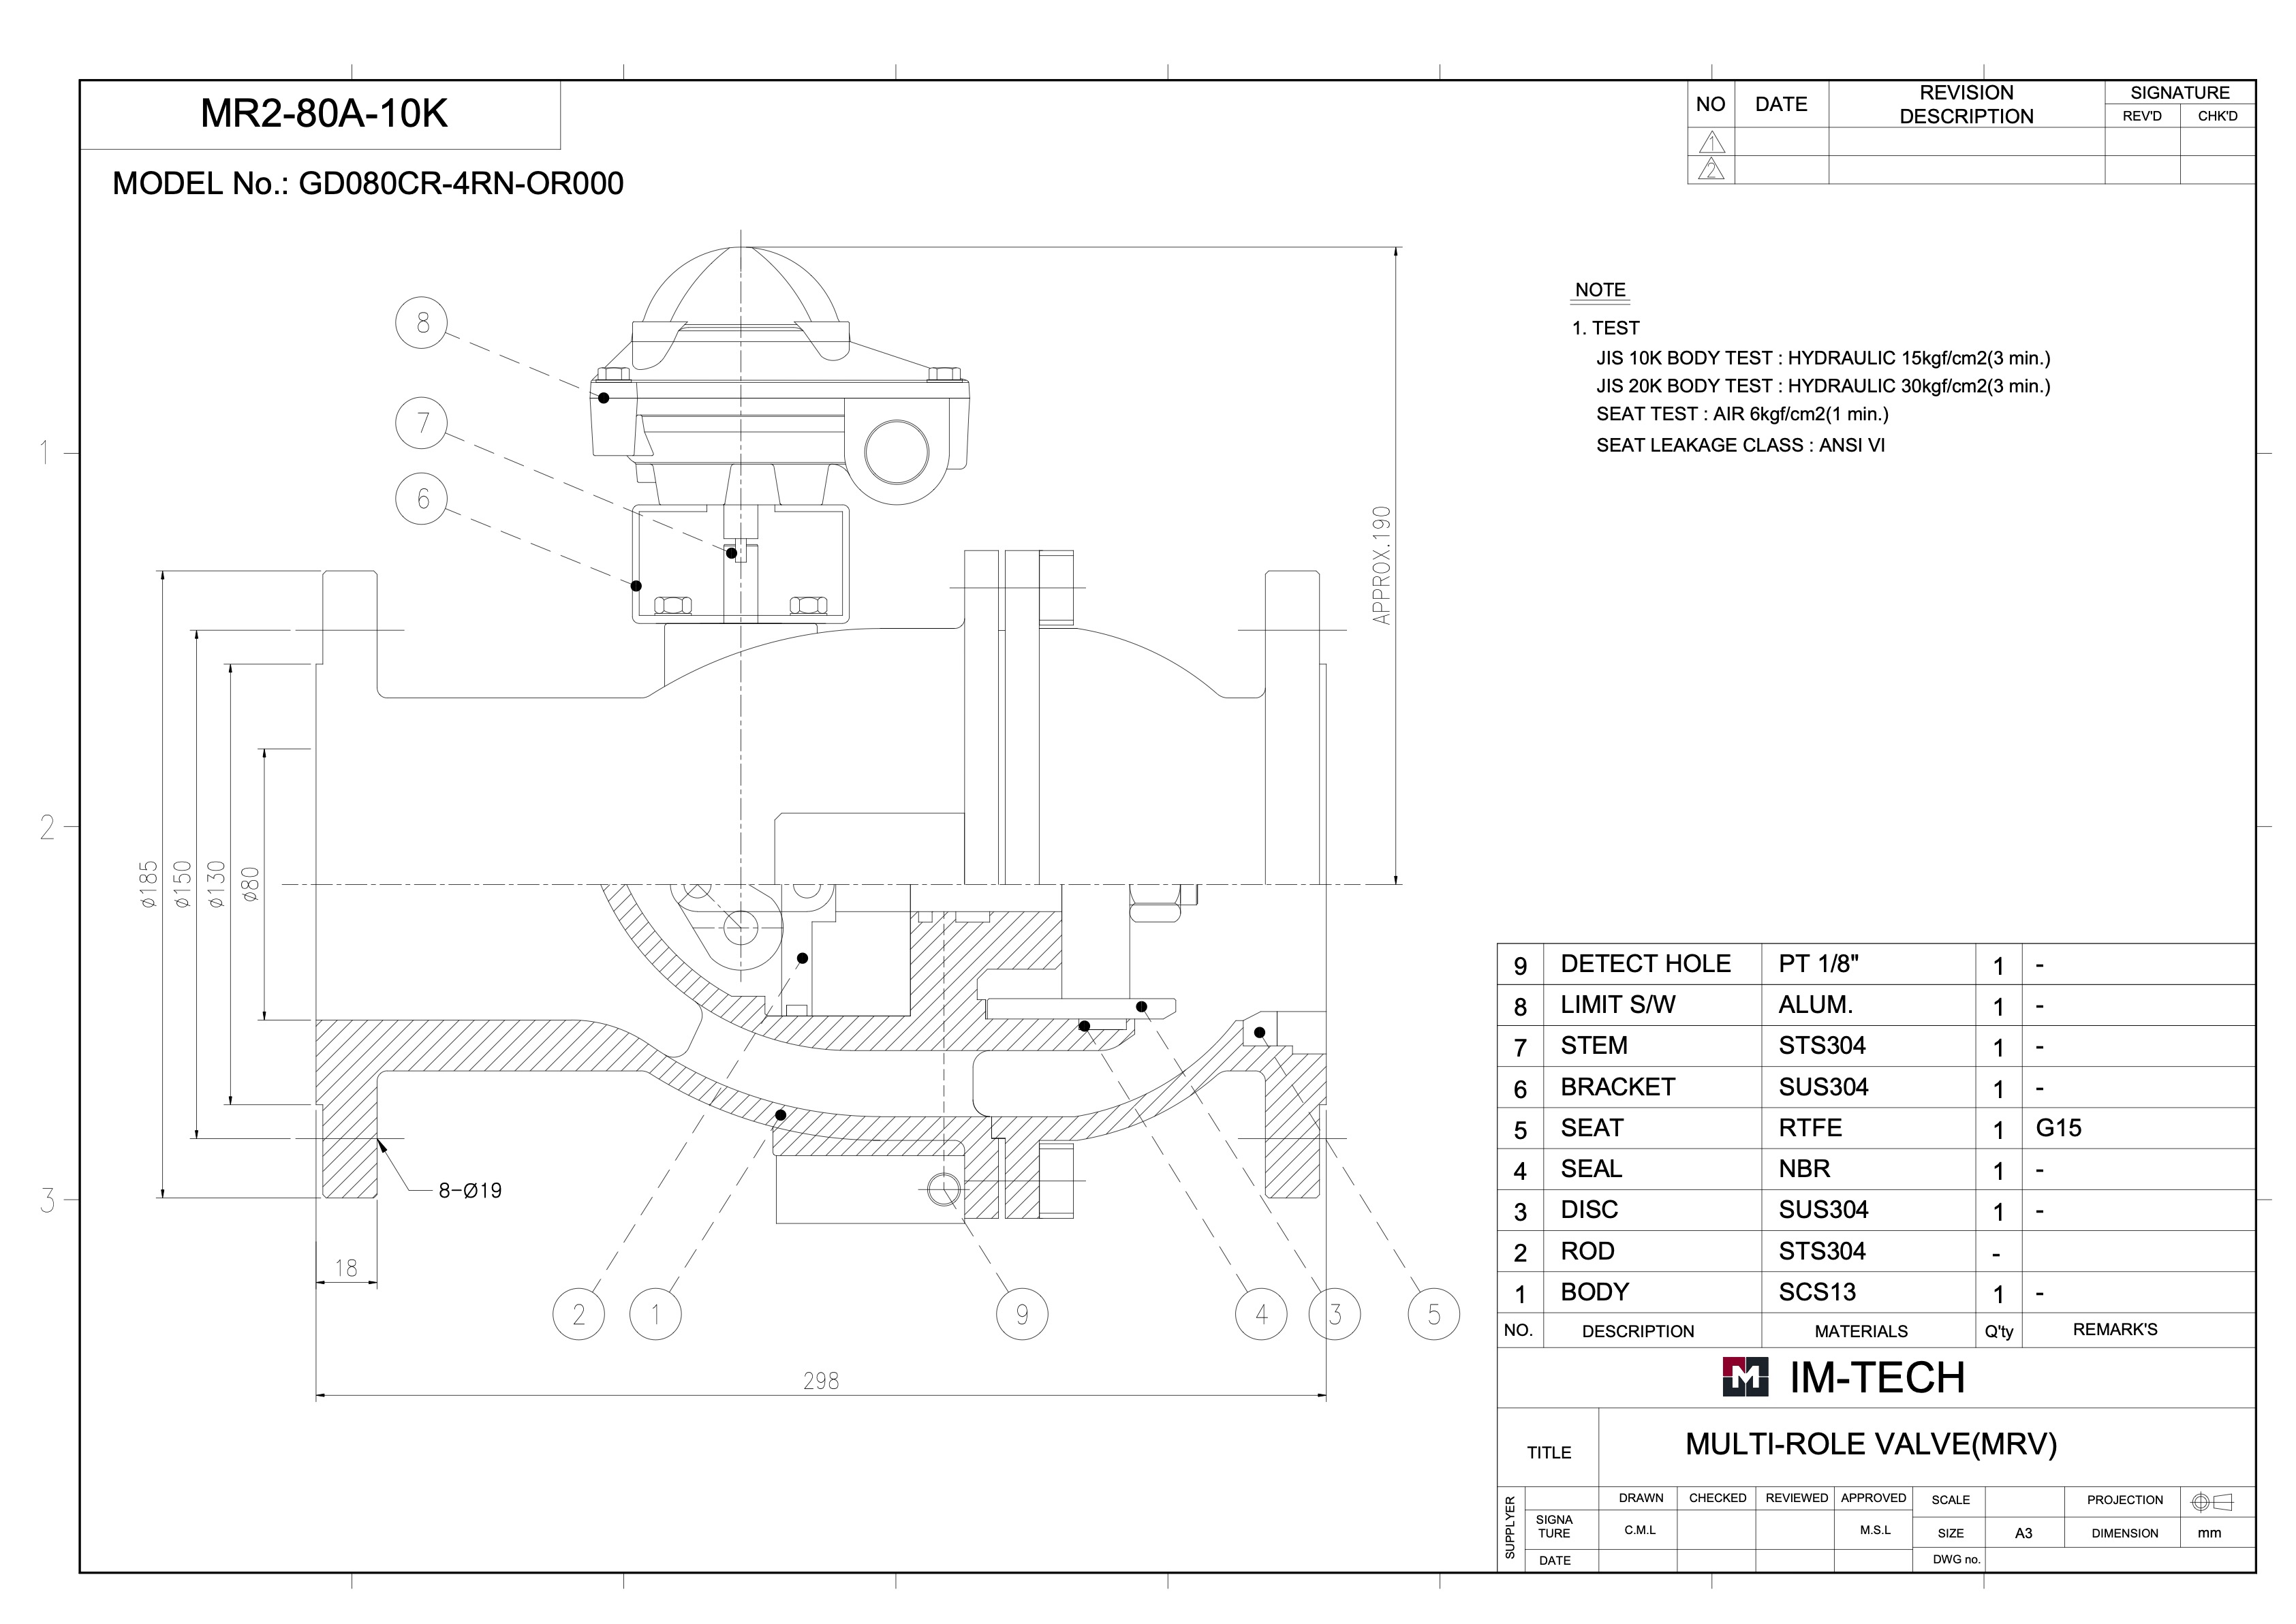 MR2-80A-10K
MODEL No.: GD080CR-4RN-OR000
NO DATE REVISION DESCRIPTION SIGNATURE
REV'D CHK'D
1
2
NOTE
1. TEST
JIS 10K BODY TEST : HYDRAULIC 15kgf/cm2(3 min.)
JIS 20K BODY TEST : HYDRAULIC 30kgf/cm2(3 min.)
SEAT TEST : AIR 6kgf/cm2(1 min.)
SEAT LEAKAGE CLASS : ANSI VI
8
7
6
1
2
3
APPROX.190
Ø185
Ø150
Ø130
Ø80
8-Ø19
18
2
1
9
4
3
5
298
9 DETECT HOLE PT 1/8" 1 -
8 LIMIT S/W ALUM. 1 -
7 STEM STS304 1 -
6 BRACKET SUS304 1 -
5 SEAT RTFE 1 G15
4 SEAL NBR 1 -
3 DISC SUS304 1 -
2 ROD STS304 -
1 BODY SCS13 1 -
NO. DESCRIPTION MATERIALS Q'ty REMARK'S
M IM-TECH
TITLE MULTI-ROLE VALVE(MRV)
SUPPLYER
DRAWN CHECKED REVIEWED APPROVED SCALE PROJECTION
SIGNA TURE C.M.L M.S.L SIZE A3 DIMENSION mm
DATE DWG no.